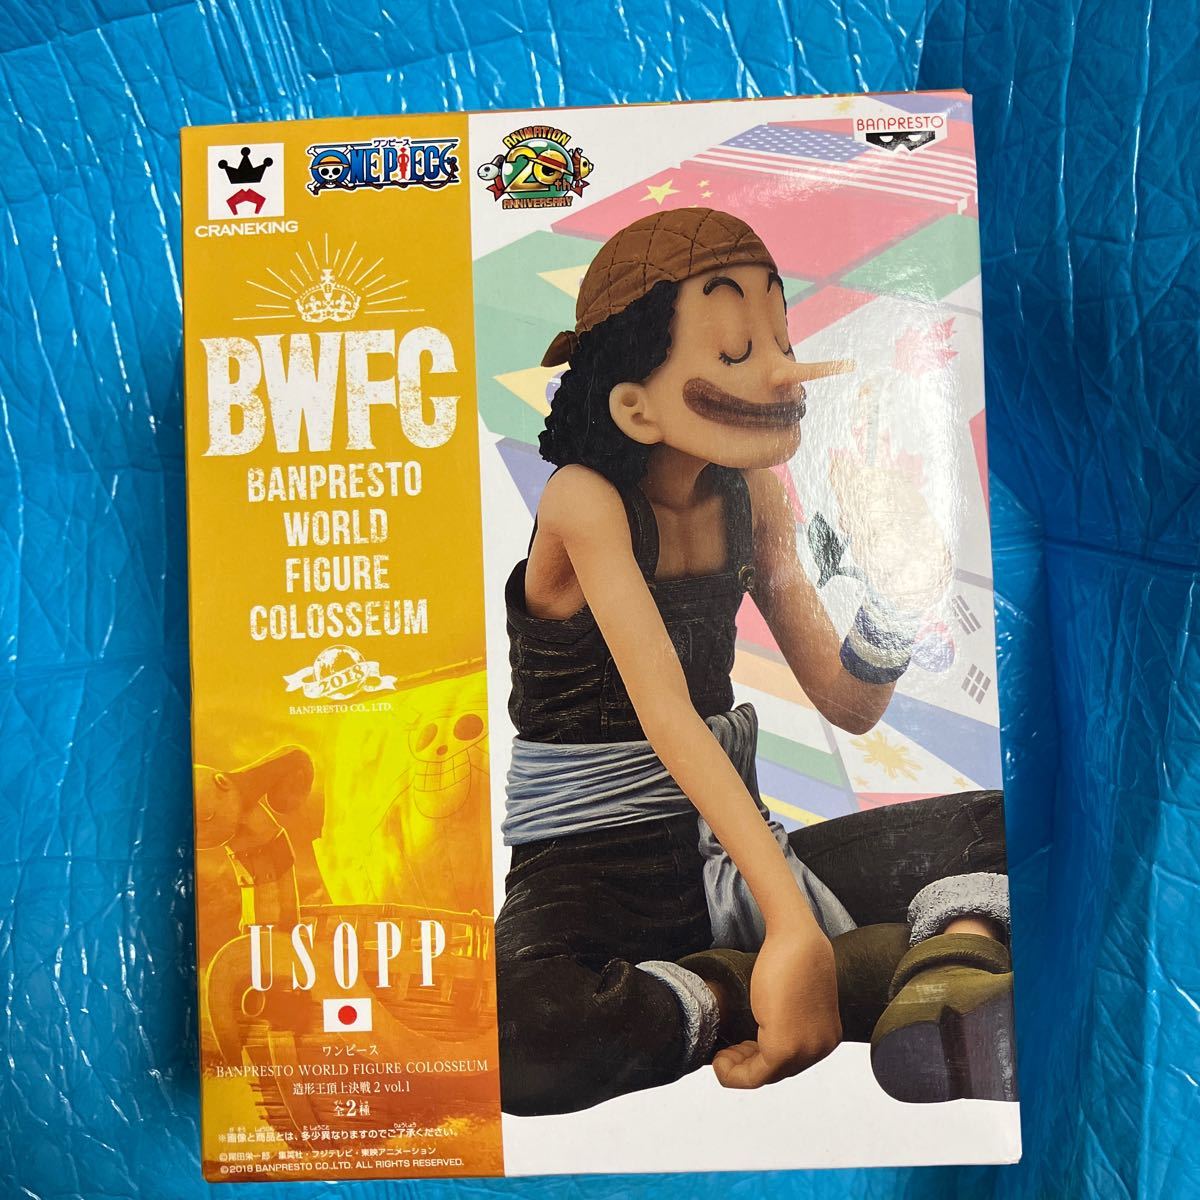 CRANEKING
ワンピース
ONE PIECE
ANIMATION
20th
ANNIVERSARY
BANPRESTO
BWFC
BANPRESTO
WORLD
FIGURE
COLOSSEUM
2018
BANPRESTO CO., LTD.
USOPP
ワンピース
BANPRESTO WORLD FIGURE COLOSSEUM
造形王頂上決戦2 vol.1
全2種
※画像と商品とは、多少異なりますのでご了承ください。
©尾田栄一郎／集英社・フジテレビ・東映アニメーション
©2018 BANPRESTO CO.,LTD. ALL RIGHTS RESERVED.